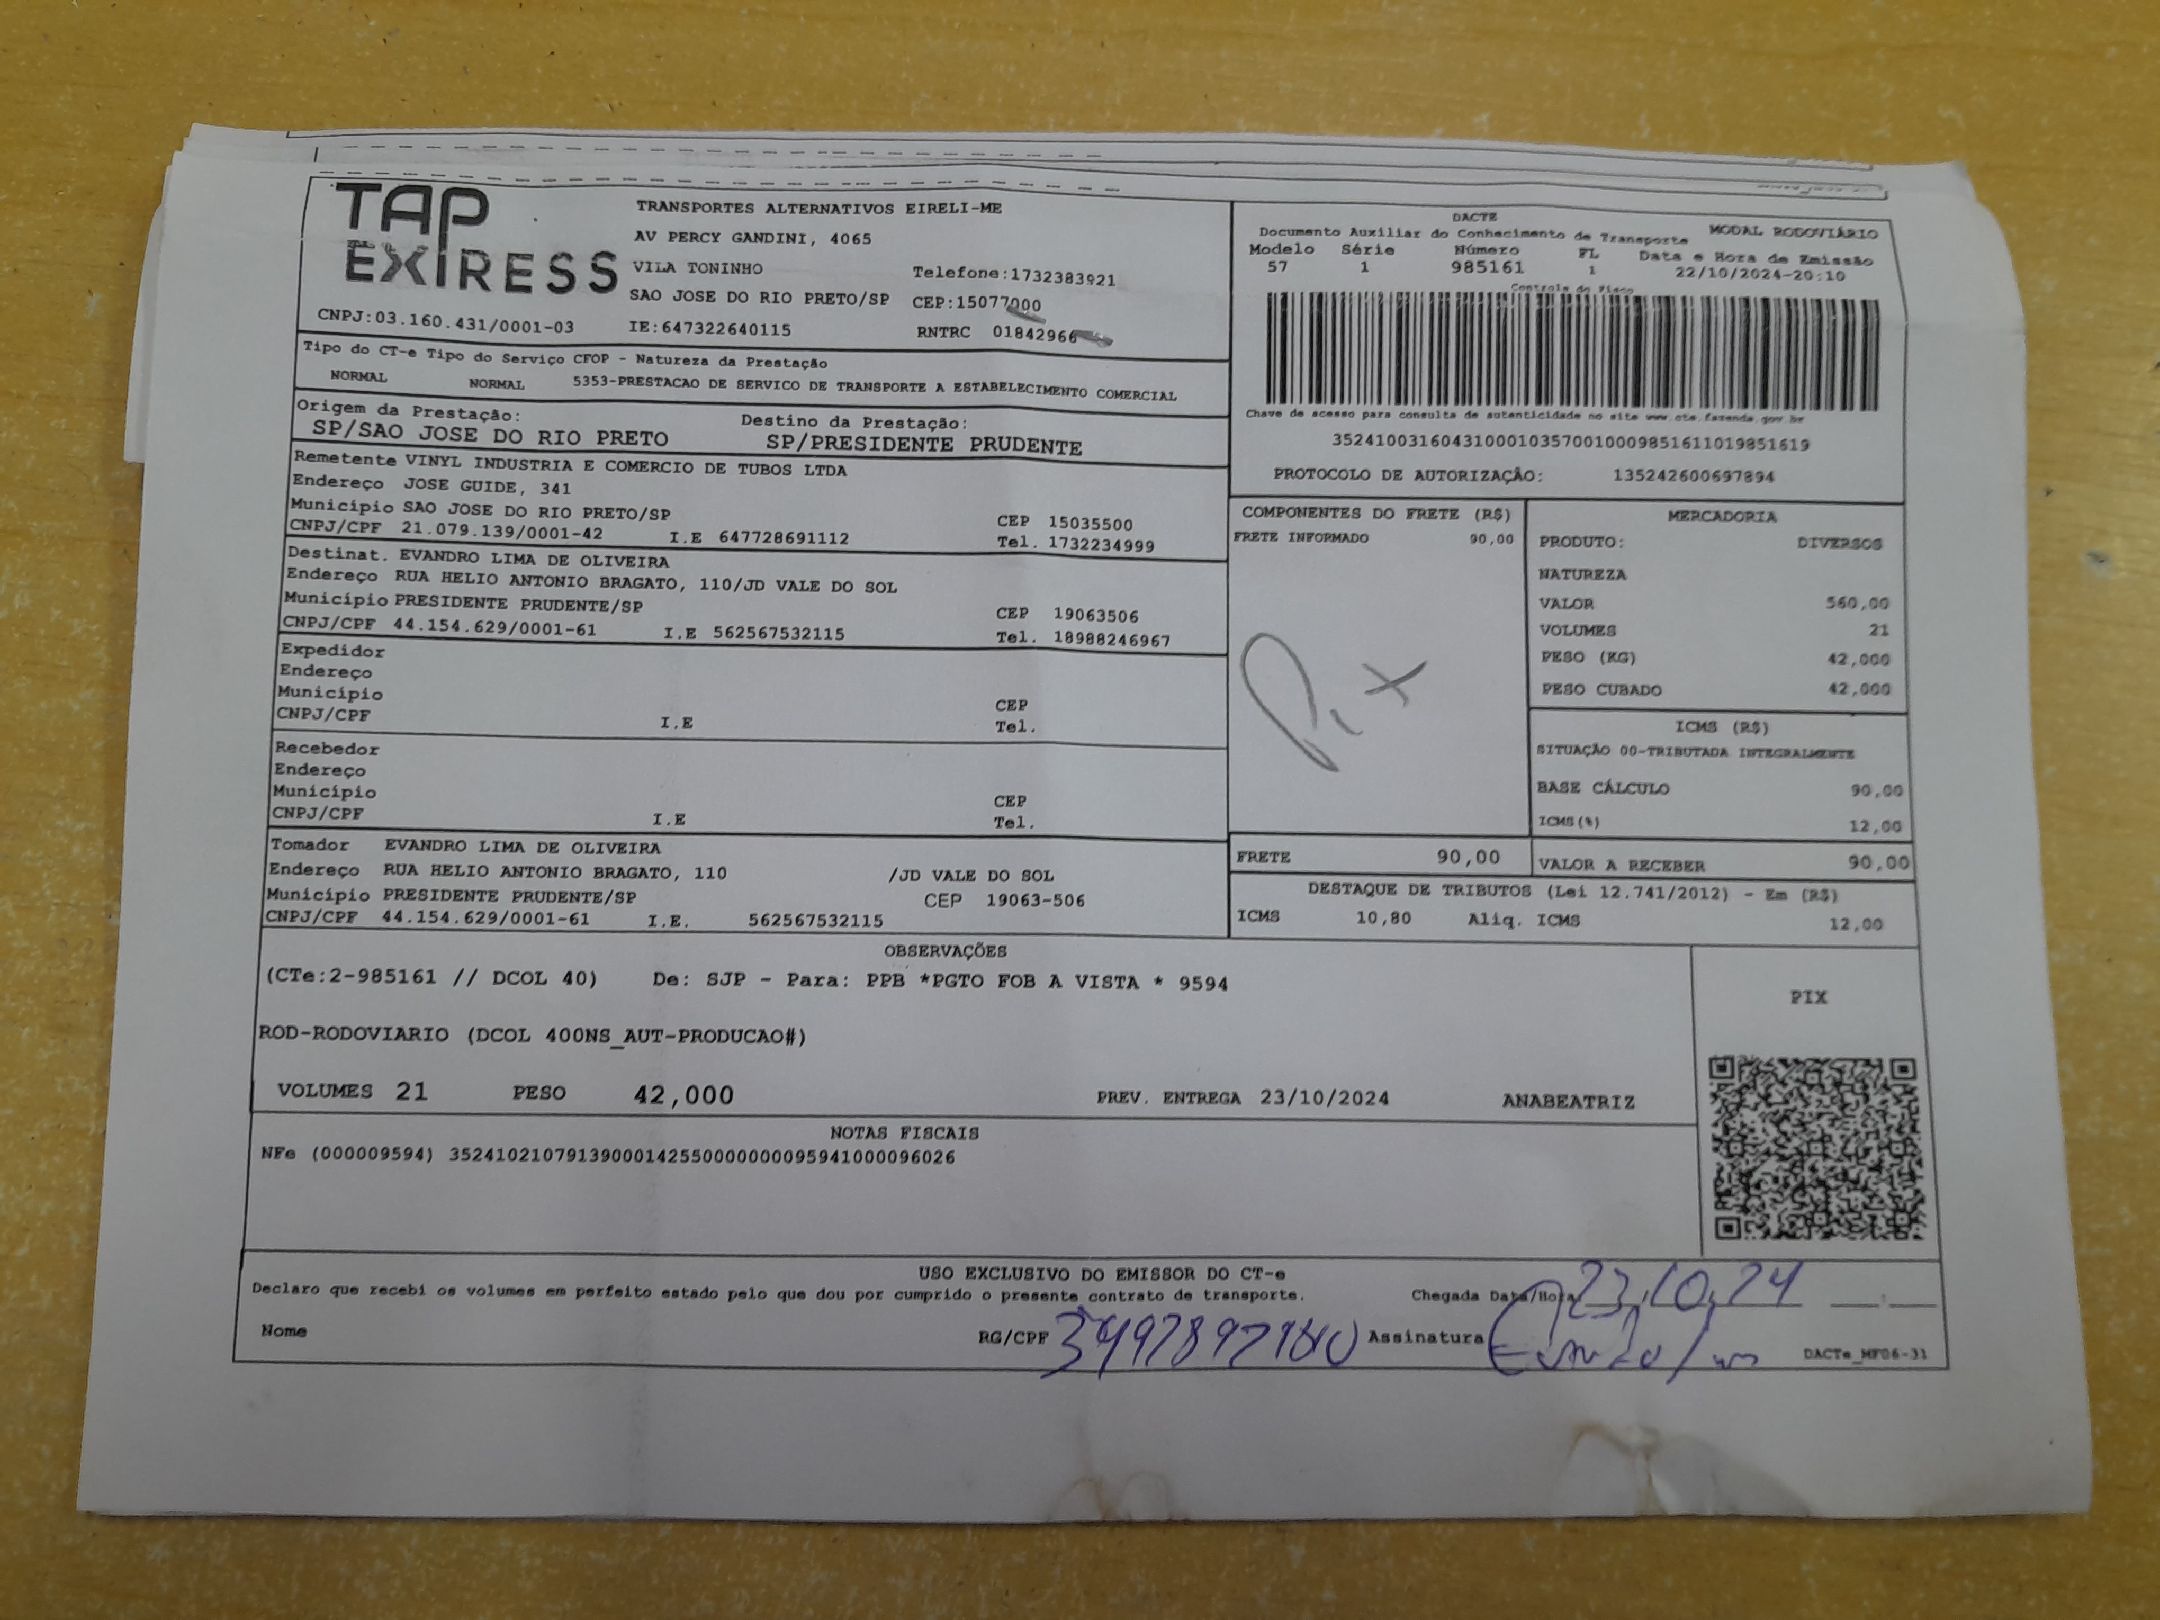 TAP
EXPRESS
TRANSPORTES ALTERNATIVOS EIRELI-ME
AV PERCY GANDINI, 4065
VILA TONINHO Telefone:1732383921
SAO JOSE DO RIO PRETO/SP CEP:15077000
CNPJ:03.160.431/0001-03 IE:647322640115 RNTRC 01842966
Tipo do CT-e Tipo do Serviço CFOP - Natureza da Prestação
NORMAL NORMAL 5353-PRESTACAO DE SERVICO DE TRANSPORTE A ESTABELECIMENTO COMERCIAL
Origem da Prestação: Destino da Prestação:
SP/SAO JOSE DO RIO PRETO SP/PRESIDENTE PRUDENTE
DACTE
Documento Auxiliar do Conhecimento de Transporte MODAL RODOVIÁRIO
Modelo Série Número FL Data e Hora de Emissão
57 1 985161 1 22/10/2024-20:10
Controle do Fisco
Chave de acesso para consulta de autenticidade no site www.cte.fazenda.gov.br
35241003160431000103570010009851611019851619
PROTOCOLO DE AUTORIZAÇÃO: 135242600697894
Remetente VINYL INDUSTRIA E COMERCIO DE TUBOS LTDA
Endereço JOSE GUIDE, 341
Município SAO JOSE DO RIO PRETO/SP CEP 15035500
CNPJ/CPF 21.079.139/0001-42 I.E 647728691112 Tel. 1732234999
Destinat. EVANDRO LIMA DE OLIVEIRA
Endereço RUA HELIO ANTONIO BRAGATO, 110/JD VALE DO SOL
Município PRESIDENTE PRUDENTE/SP CEP 19063506
CNPJ/CPF 44.154.629/0001-61 I.E 562567532115 Tel. 18988246967
Expedidor
Endereço
Município CEP
CNPJ/CPF I.E Tel.
Recebedor
Endereço
Município CEP
CNPJ/CPF I.E Tel.
Tomador EVANDRO LIMA DE OLIVEIRA
Endereço RUA HELIO ANTONIO BRAGATO, 110 /JD VALE DO SOL
Município PRESIDENTE PRUDENTE/SP CEP 19063-506
CNPJ/CPF 44.154.629/0001-61 I.E. 562567532115
COMPONENTES DO FRETE (R$)
FRETE INFORMADO 90,00
Pix
MERCADORIA
PRODUTO: DIVERSOS
NATUREZA
VALOR 560,00
VOLUMES 21
PESO (KG) 42,000
PESO CUBADO 42,000
ICMS (R$)
SITUAÇÃO 00-TRIBUTADA INTEGRALMENTE
BASE CÁLCULO 90,00
ICMS(%) 12,00
FRETE 90,00 VALOR A RECEBER 90,00
DESTAQUE DE TRIBUTOS (Lei 12.741/2012) - Em (R$)
ICMS 10,80 Aliq. ICMS 12,00
OBSERVAÇÕES
(CTe:2-985161 // DCOL 40) De: SJP - Para: PPB *PGTO FOB A VISTA * 9594
ROD-RODOVIARIO (DCOL 400NS_AUT-PRODUCAO#)
VOLUMES 21 PESO 42,000 PREV. ENTREGA 23/10/2024 ANABEATRIZ
PIX
NOTAS FISCAIS
NFe (000009594) 35241021079139000142550000000095941000096026
USO EXCLUSIVO DO EMISSOR DO CT-e
Declaro que recebi os volumes em perfeito estado pelo que dou por cumprido o presente contrato de transporte. Chegada Data/Hora 23,10,24
Nome RG/CPF Assinatura DACTe_MF06-31